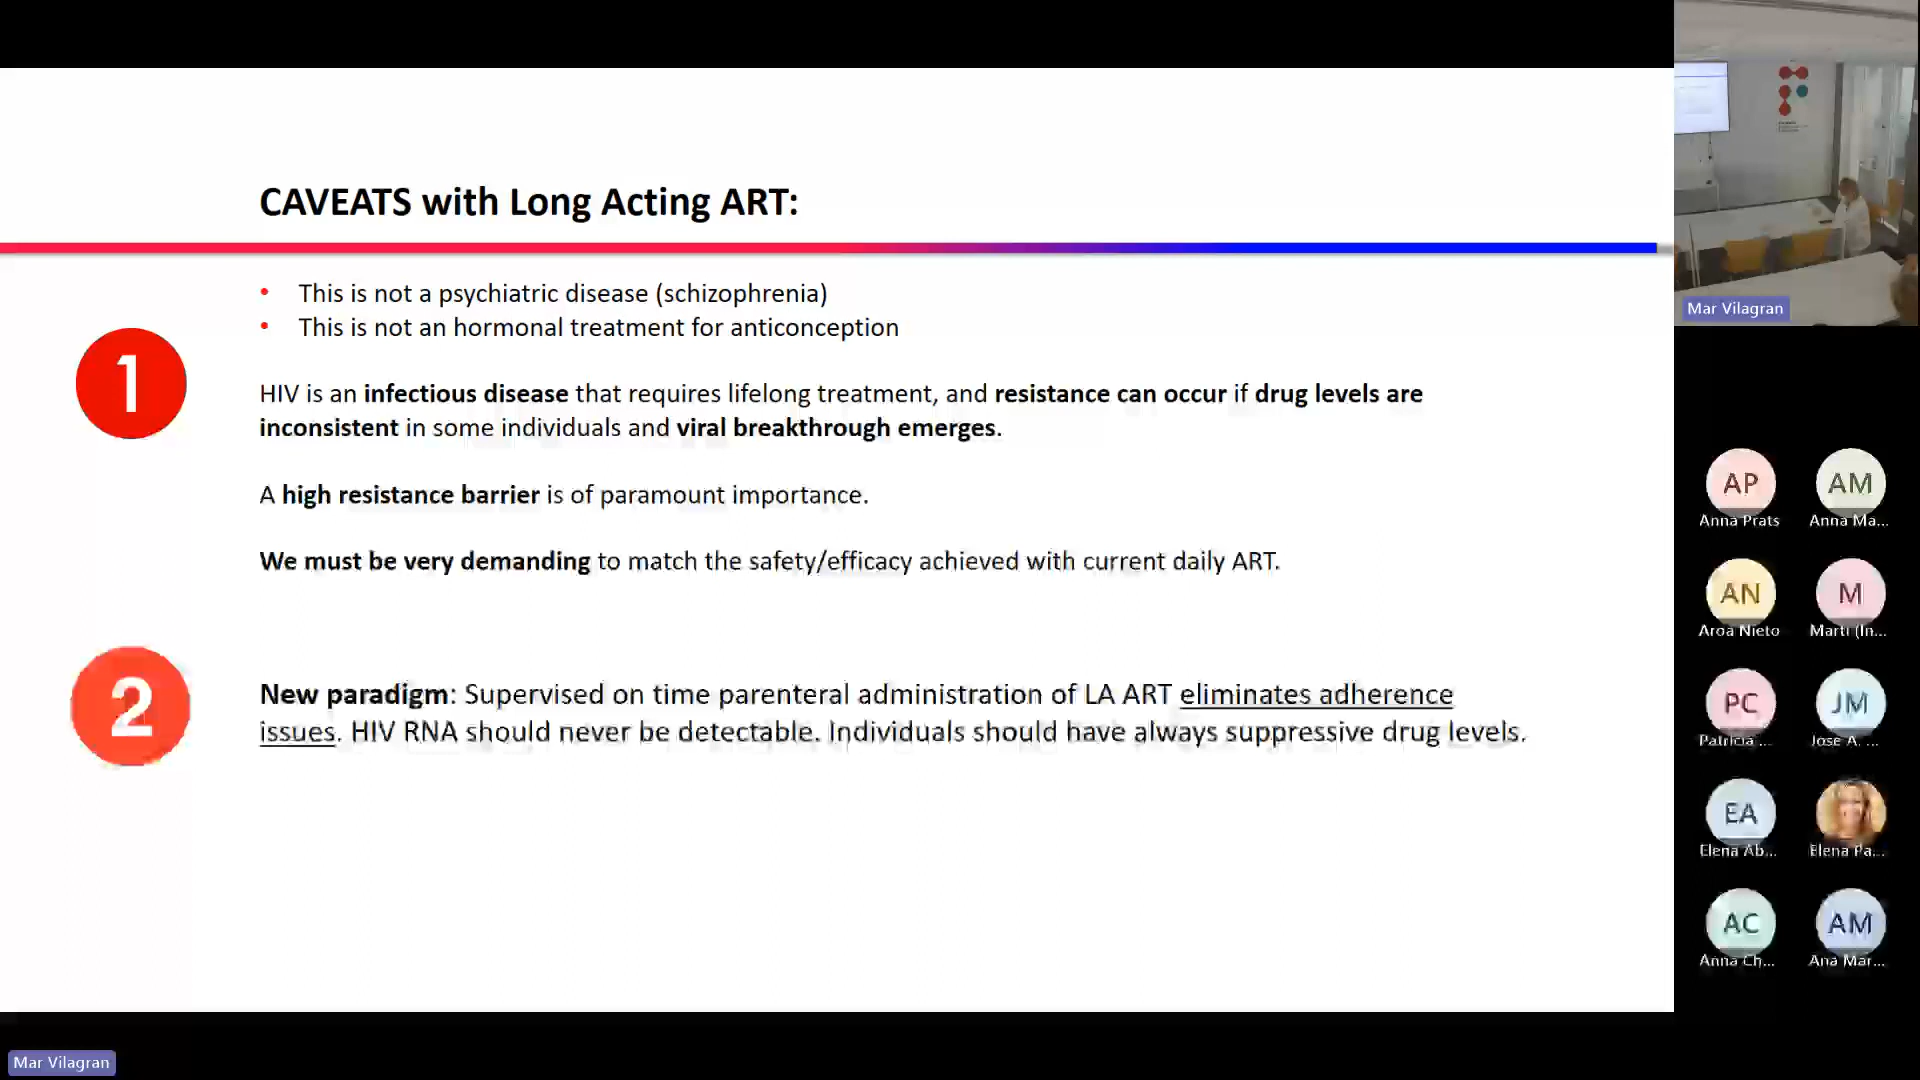 CAVEATS with Long Acting ART:
• This is not a psychiatric disease (schizophrenia)
• This is not an hormonal treatment for anticonception
1
HIV is an infectious disease that requires lifelong treatment, and resistance can occur if drug levels are
inconsistent in some individuals and viral breakthrough emerges.
A high resistance barrier is of paramount importance.
We must be very demanding to match the safety/efficacy achieved with current daily ART.
2
New paradigm: Supervised on time parenteral administration of LA ART eliminates adherence
issues. HIV RNA should never be detectable. Individuals should have always suppressive drug levels.
Mar Vilagran
AP
Anna Prats
AM
Anna Ma...
AN
Aroa Nieto
M
Martí (In...
PC
Patricia ...
JM
Jose A. ...
EA
Elena Ab...
Elena Pa...
AC
Anna Ch...
AM
Ana Mar...
Mar Vilagran